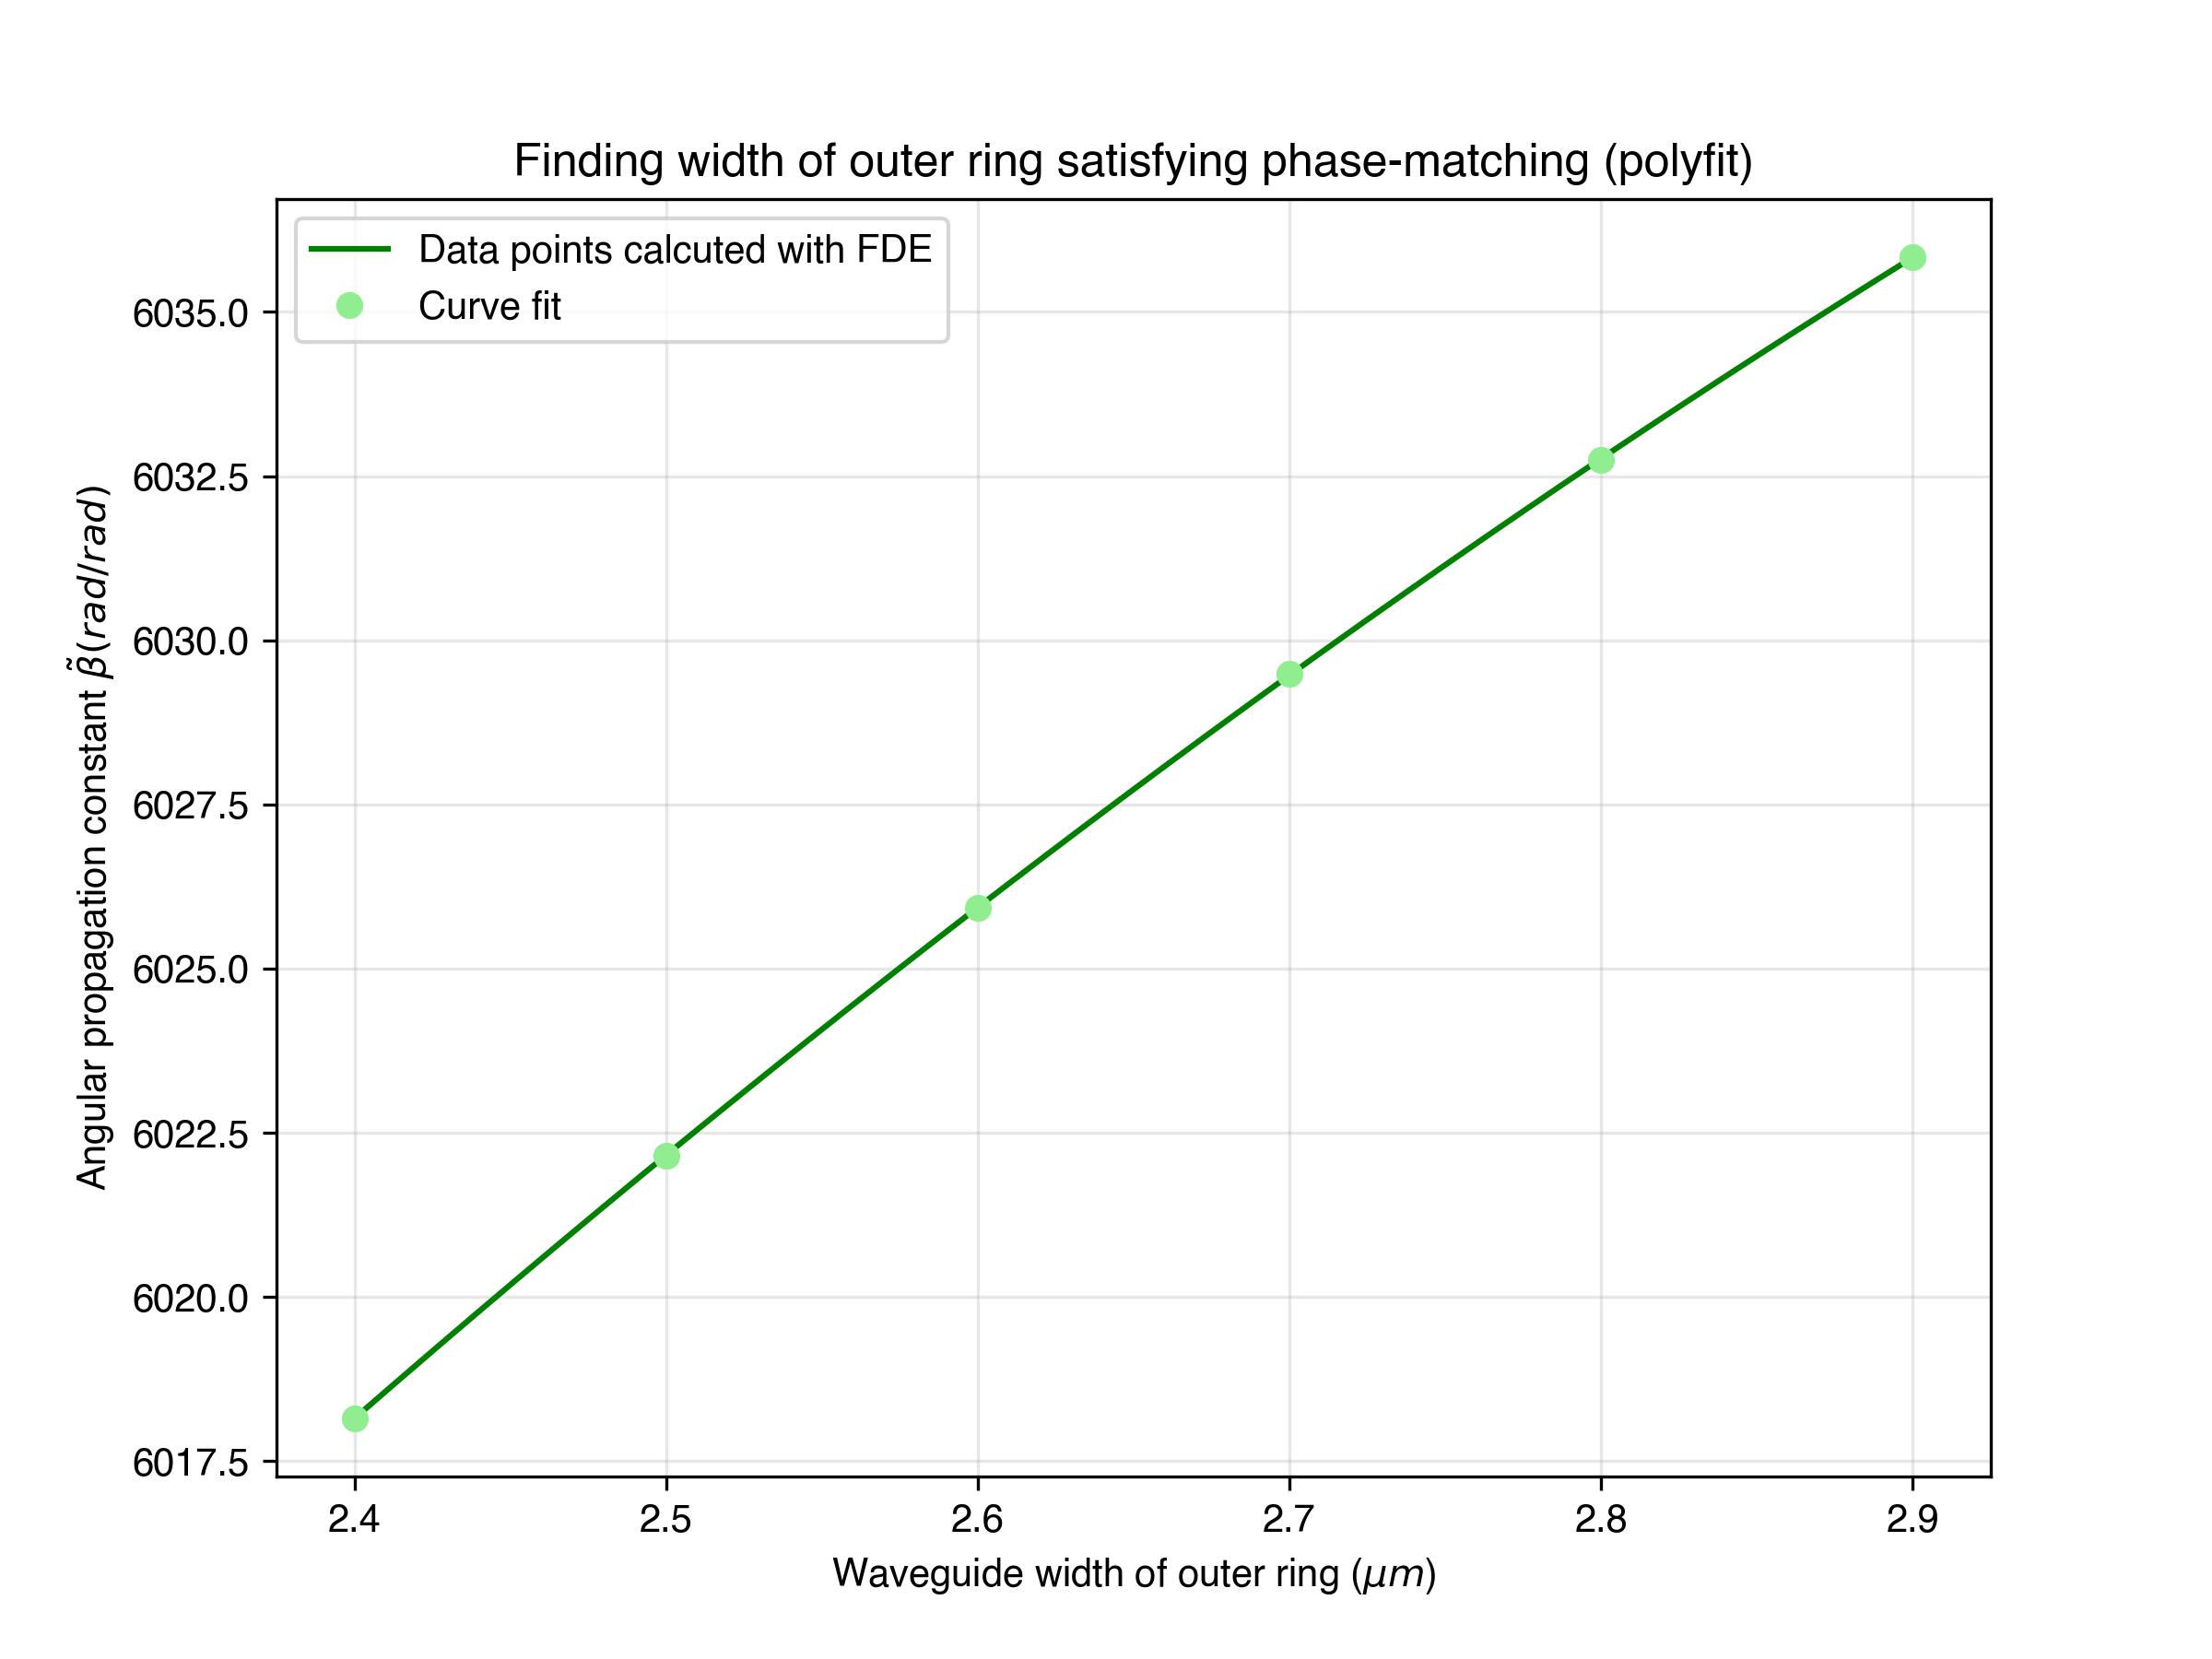 Finding width of outer ring satisfying phase-matching (polyfit)
Data points calcuted with FDE
Curve fit
Angular propagation constant β̃(rad/rad)
6035.0
6032.5
6030.0
6027.5
6025.0
6022.5
6020.0
6017.5
2.4 2.5 2.6 2.7 2.8 2.9
Waveguide width of outer ring (μm)